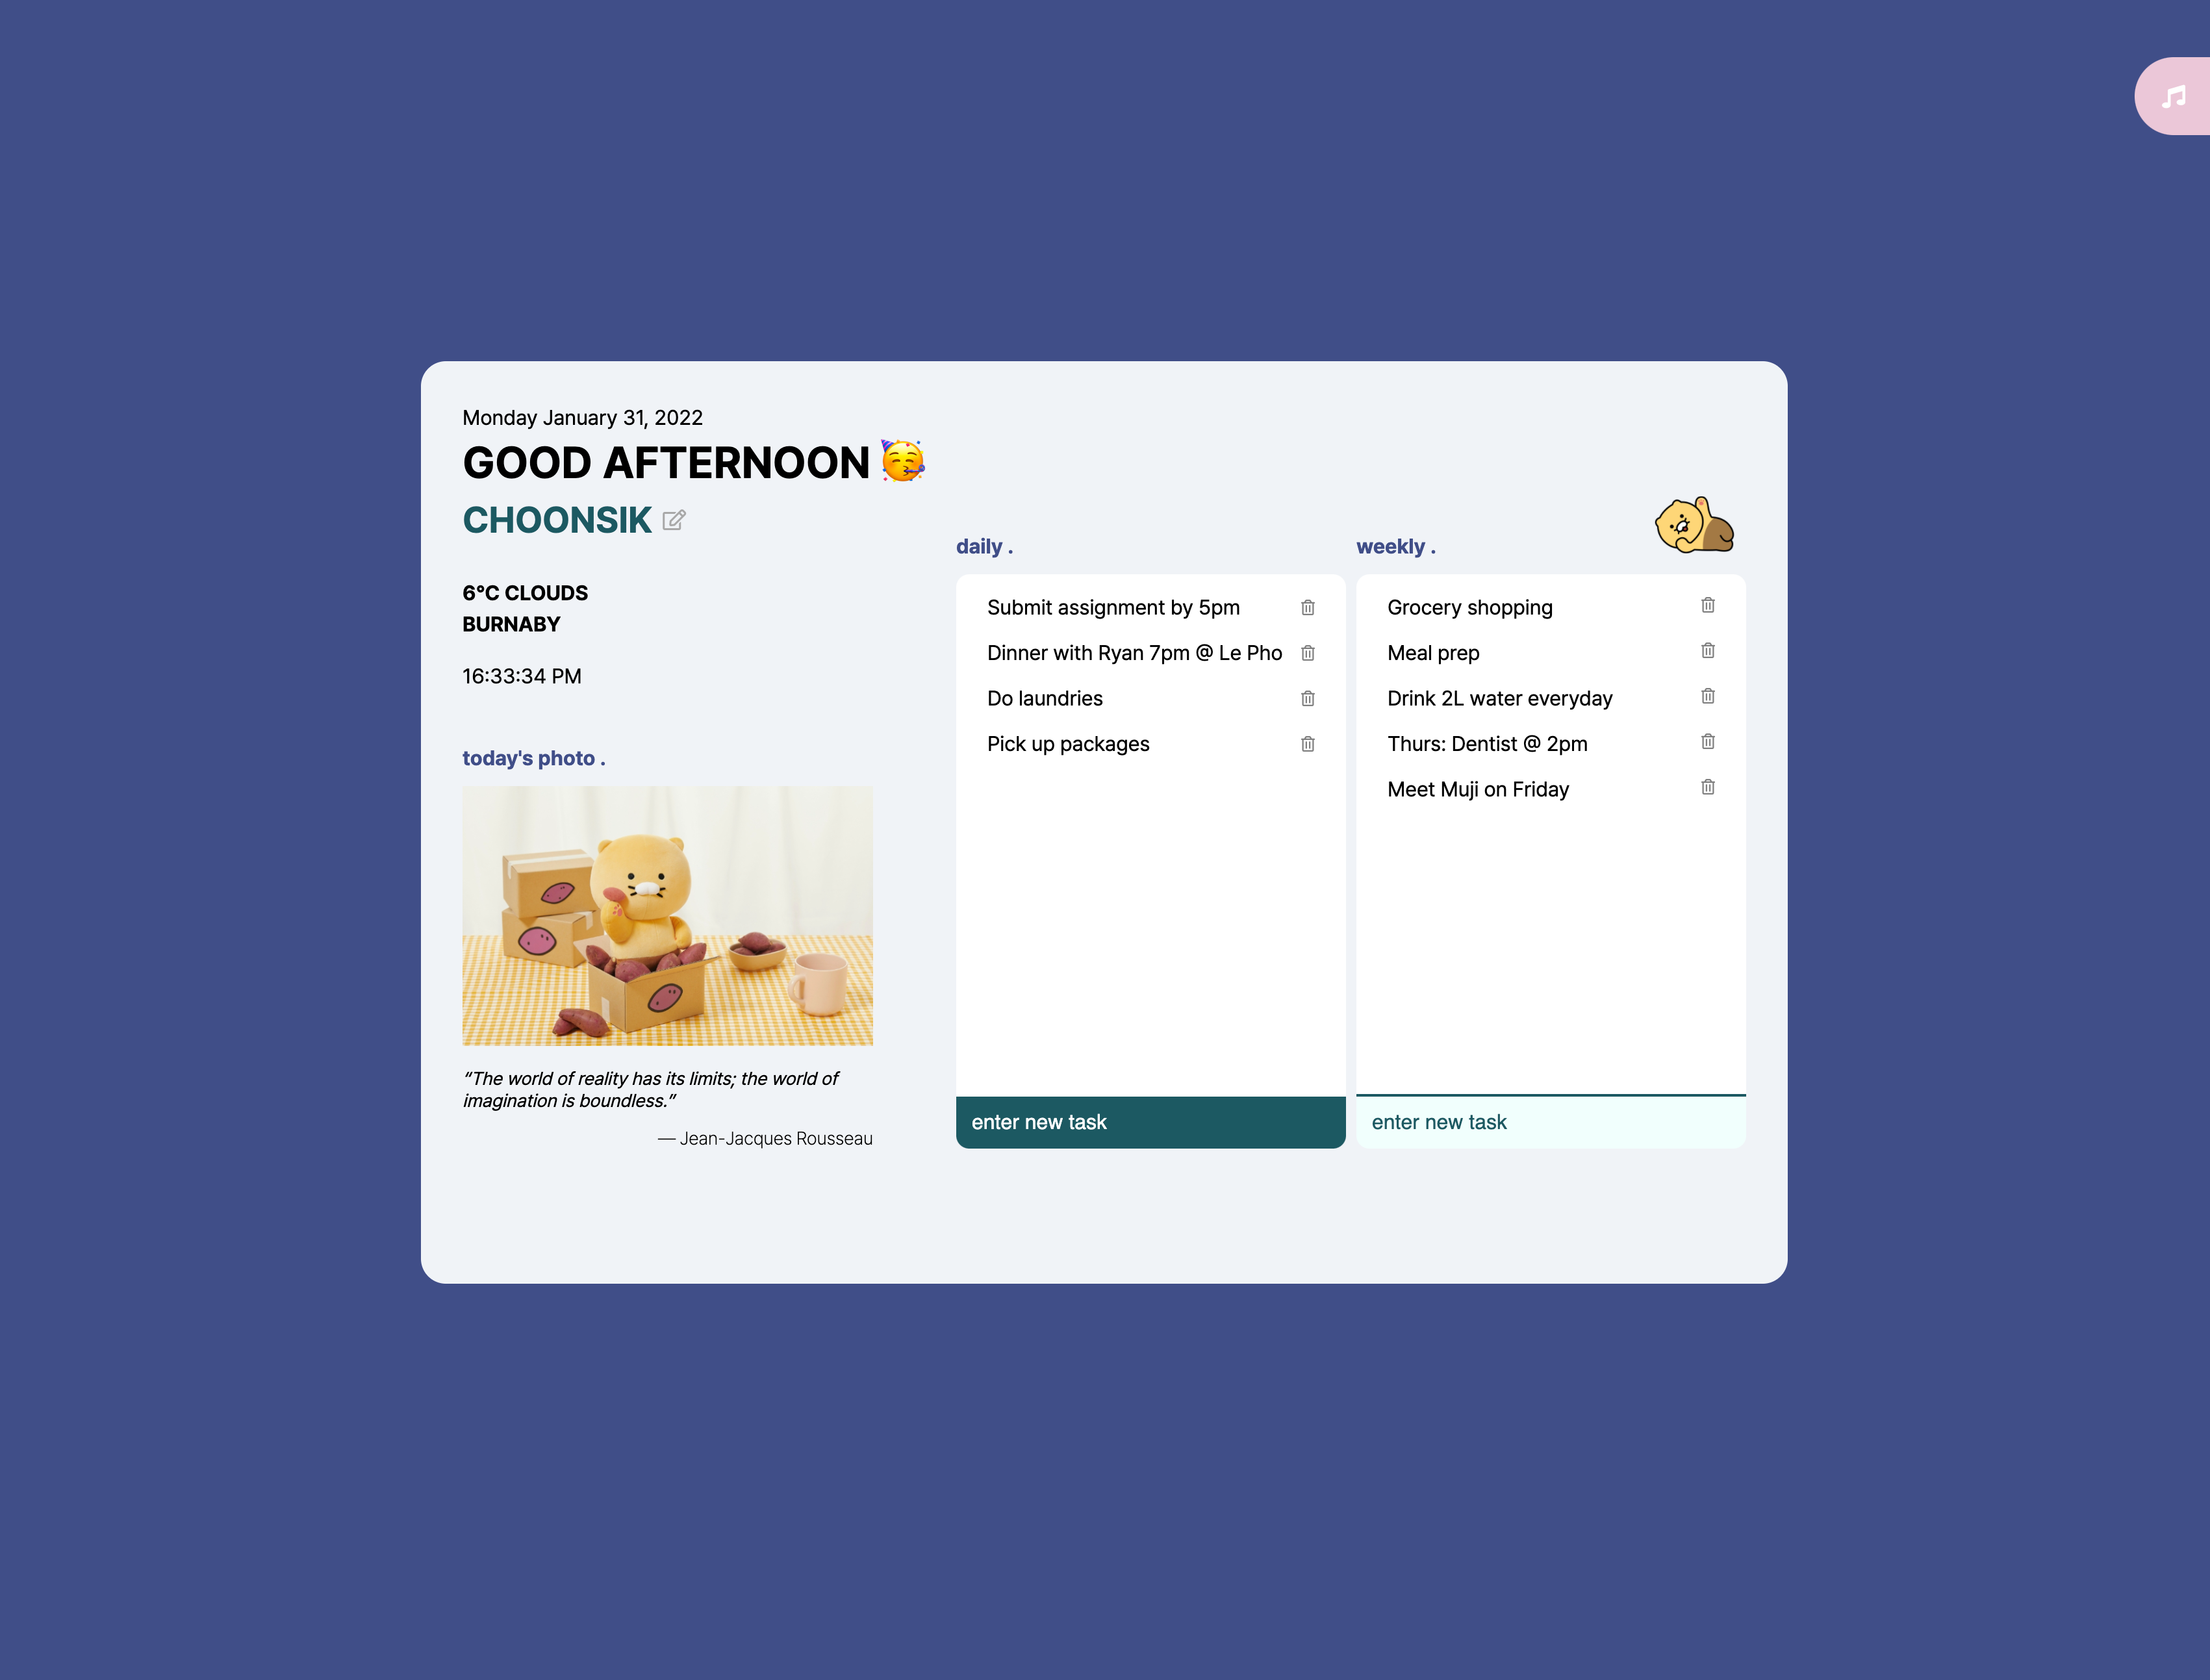 Monday January 31, 2022
GOOD AFTERNOON 🥳
CHOONSIK
6°C CLOUDS
BURNABY
16:33:34 PM
today's photo .
“The world of reality has its limits; the world of
imagination is boundless.”
— Jean-Jacques Rousseau
daily .
Submit assignment by 5pm
Dinner with Ryan 7pm @ Le Pho
Do laundries
Pick up packages
enter new task
weekly .
Grocery shopping
Meal prep
Drink 2L water everyday
Thurs: Dentist @ 2pm
Meet Muji on Friday
enter new task